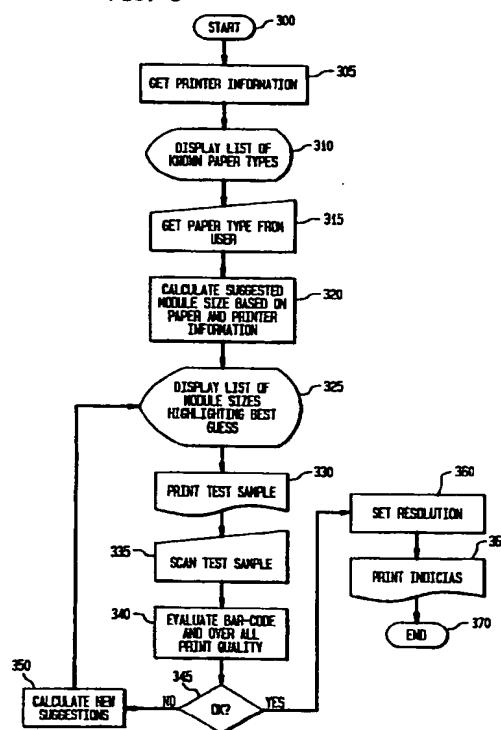 START
300
GET PRINTER INFORMATION
305
DISPLAY LIST OF
KNOWN PAPER TYPES
310
GET PAPER TYPE FROM
USER
315
CALCULATE SUGGESTED
MODULE SIZE BASED ON
PAPER AND PRINTER
INFORMATION
320
DISPLAY LIST OF
MODULE SIZES
HIGHLIGHTING BEST
GUESS
325
PRINT TEST SAMPLE
330
SCAN TEST SAMPLE
335
EVALUATE BAR-CODE
AND OVER ALL
PRINT QUALITY
340
OK?
345
NO
YES
CALCULATE NEW
SUGGESTIONS
350
SET RESOLUTION
360
PRINT INDICIAS
36
END
370